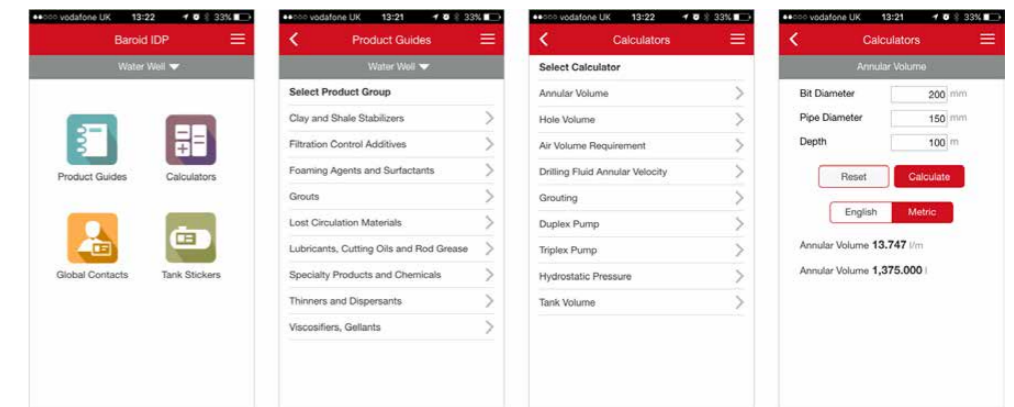 vodafone UK 13:22 33%
Baroid IDP
Water Well
Product Guides
Calculators
Global Contacts
Tank Stickers
vodafone UK 13:21 33%
Product Guides
Water Well
Select Product Group
Clay and Shale Stabilizers
Filtration Control Additives
Foaming Agents and Surfactants
Grouts
Lost Circulation Materials
Lubricants, Cutting Oils and Rod Grease
Specialty Products and Chemicals
Thinners and Dispersants
Viscosifiers, Gellants
vodafone UK 13:22 33%
Calculators
Select Calculator
Annular Volume
Hole Volume
Air Volume Requirement
Drilling Fluid Annular Velocity
Grouting
Duplex Pump
Triplex Pump
Hydrostatic Pressure
Tank Volume
vodafone UK 13:21 33%
Calculators
Annular Volume
Bit Diameter 200 mm
Pipe Diameter 150 mm
Depth 100 m
Reset Calculate
English Metric
Annular Volume 13.747 l/m
Annular Volume 1,375.000 l